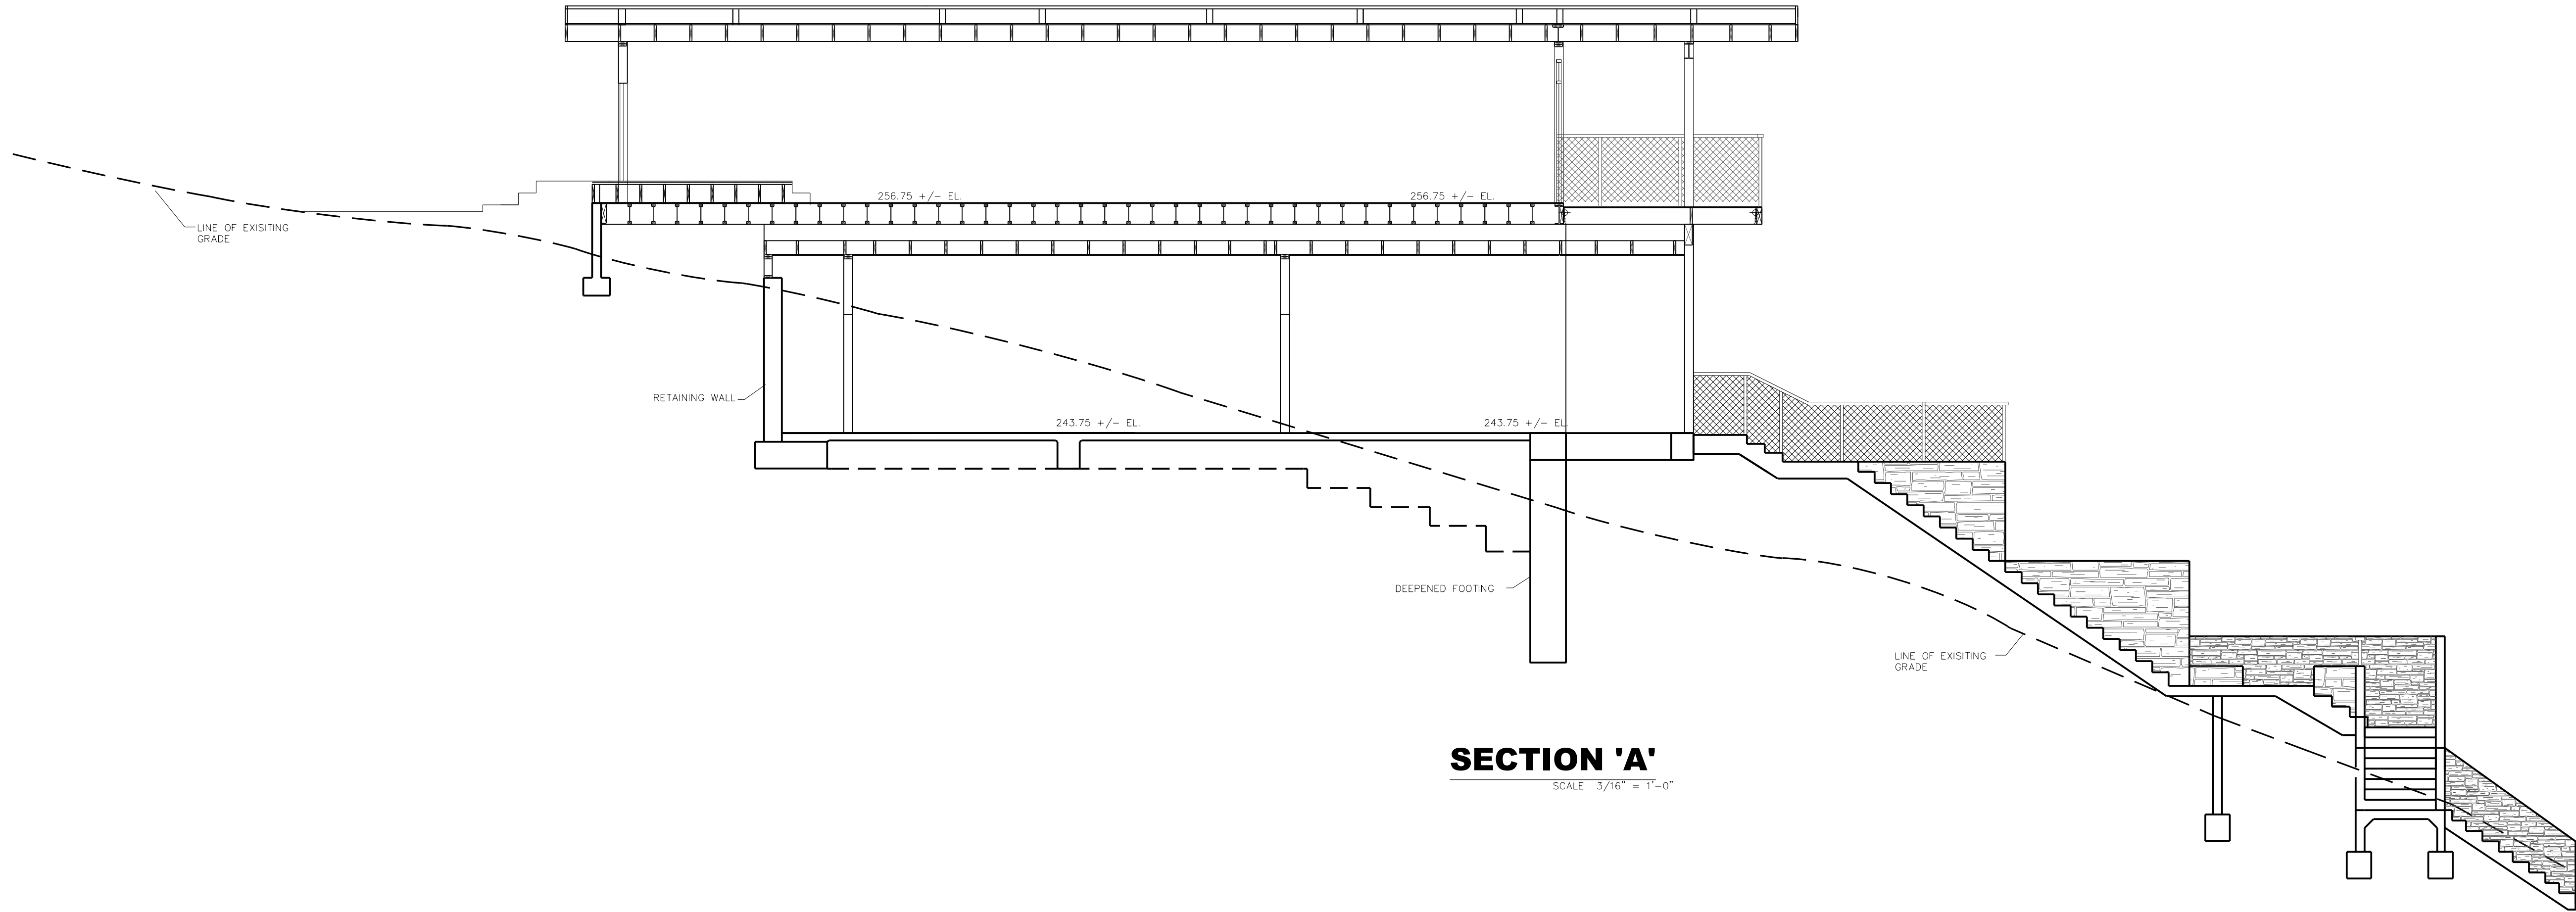 256.75 +/- EL.
256.75 +/- EL.
LINE OF EXISITING
GRADE
RETAINING WALL
243.75 +/- EL.
243.75 +/- EL.
DEEPENED FOOTING
LINE OF EXISITING
GRADE
SECTION 'A'
SCALE 3/16" = 1'-0"